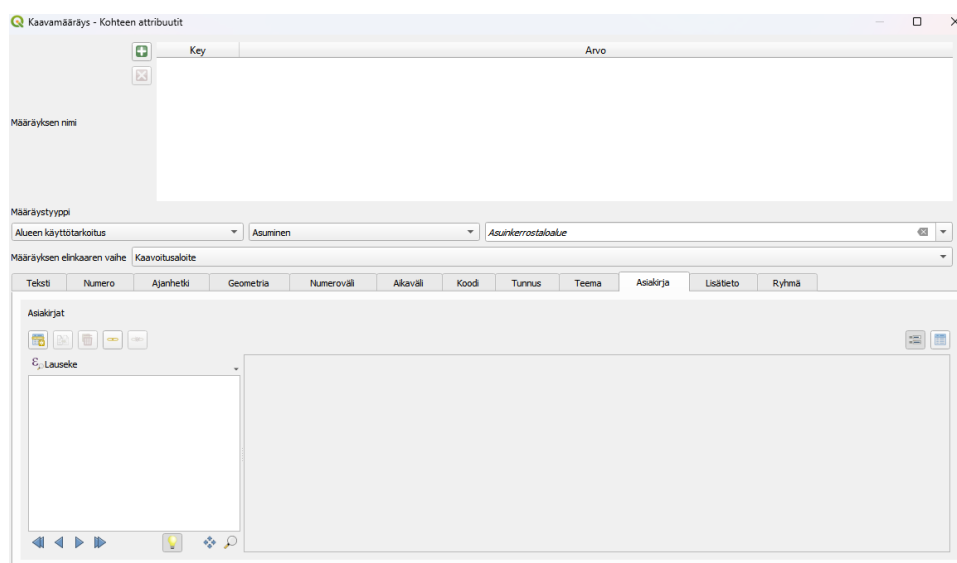 Kaavamääräys - Kohteen attribuutit
Key Arvo
Määräyksen nimi
Määräystyyppi
Alueen käyttötarkoitus Asuminen Asuinkerrostaloalue
Määräyksen elinkaaren vaihe Kaavoitusaloite
Teksti Numero Ajanhetki Geometria Numeroväli Aikaväli Koodi Tunnus Teema Asiakirja Lisätieto Ryhmä
Asiakirjat
Lauseke